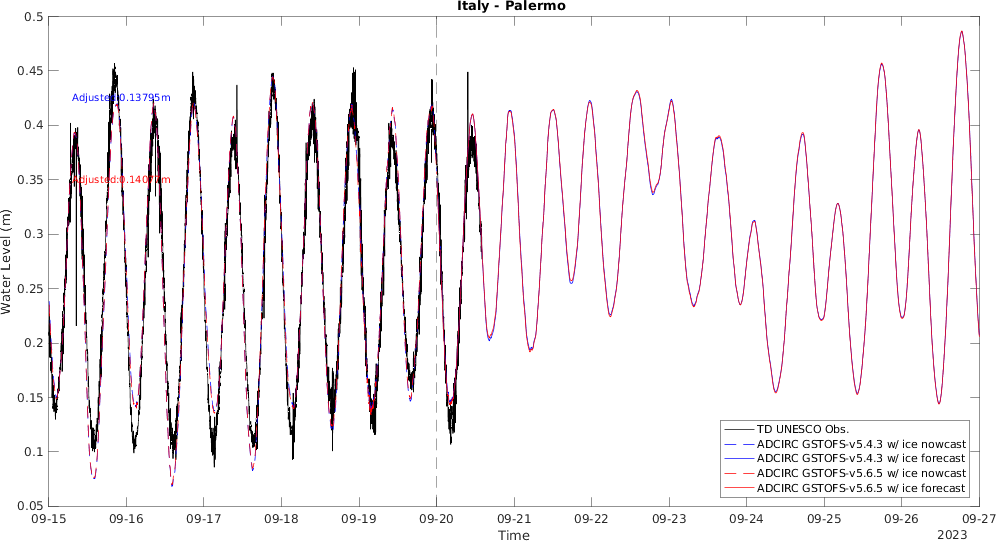 Italy - Palermo
0.5
0.45
0.4
0.35
0.3
0.25
0.2
0.15
0.1
0.05
Water Level (m)
Adjusted:0.13795m
Adjusted:0.14077m
TD UNESCO Obs.
ADCIRC GSTOFS-v5.4.3 w/ ice nowcast
ADCIRC GSTOFS-v5.4.3 w/ ice forecast
ADCIRC GSTOFS-v5.6.5 w/ ice nowcast
ADCIRC GSTOFS-v5.6.5 w/ ice forecast
09-15 09-16 09-17 09-18 09-19 09-20 09-21 09-22 09-23 09-24 09-25 09-26 09-27
Time
2023